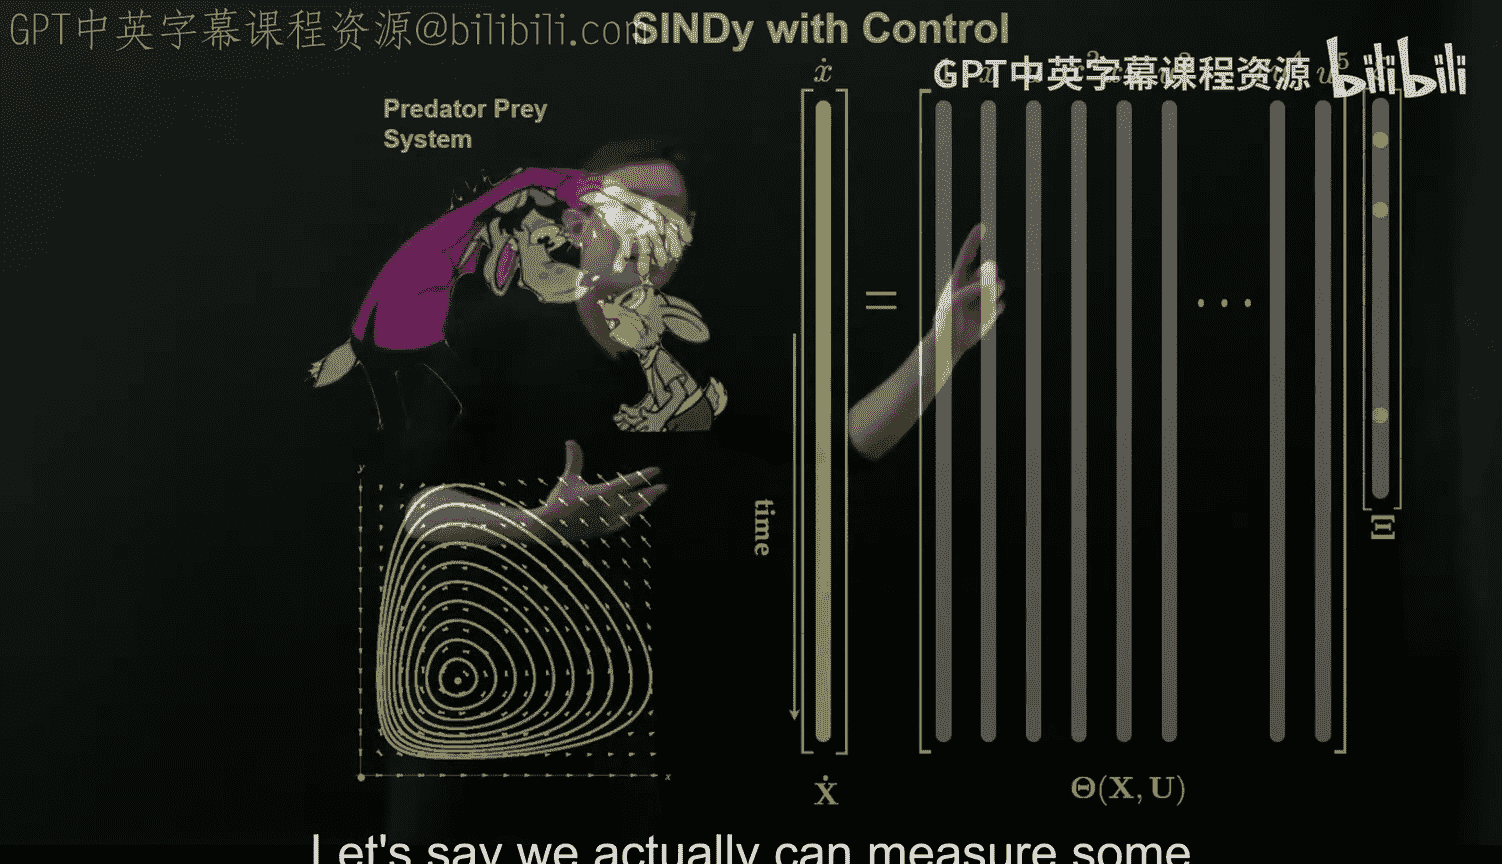 GPT中英字幕课程资源@bilibili.com
SINDy with Control
GPT中英字幕课程资源 bilibili
ẋ
u⁵
Predator Prey
System
=
...
y
time
Ξ
x
Ẋ
Θ(X, U)
Let's say we actually can measure some